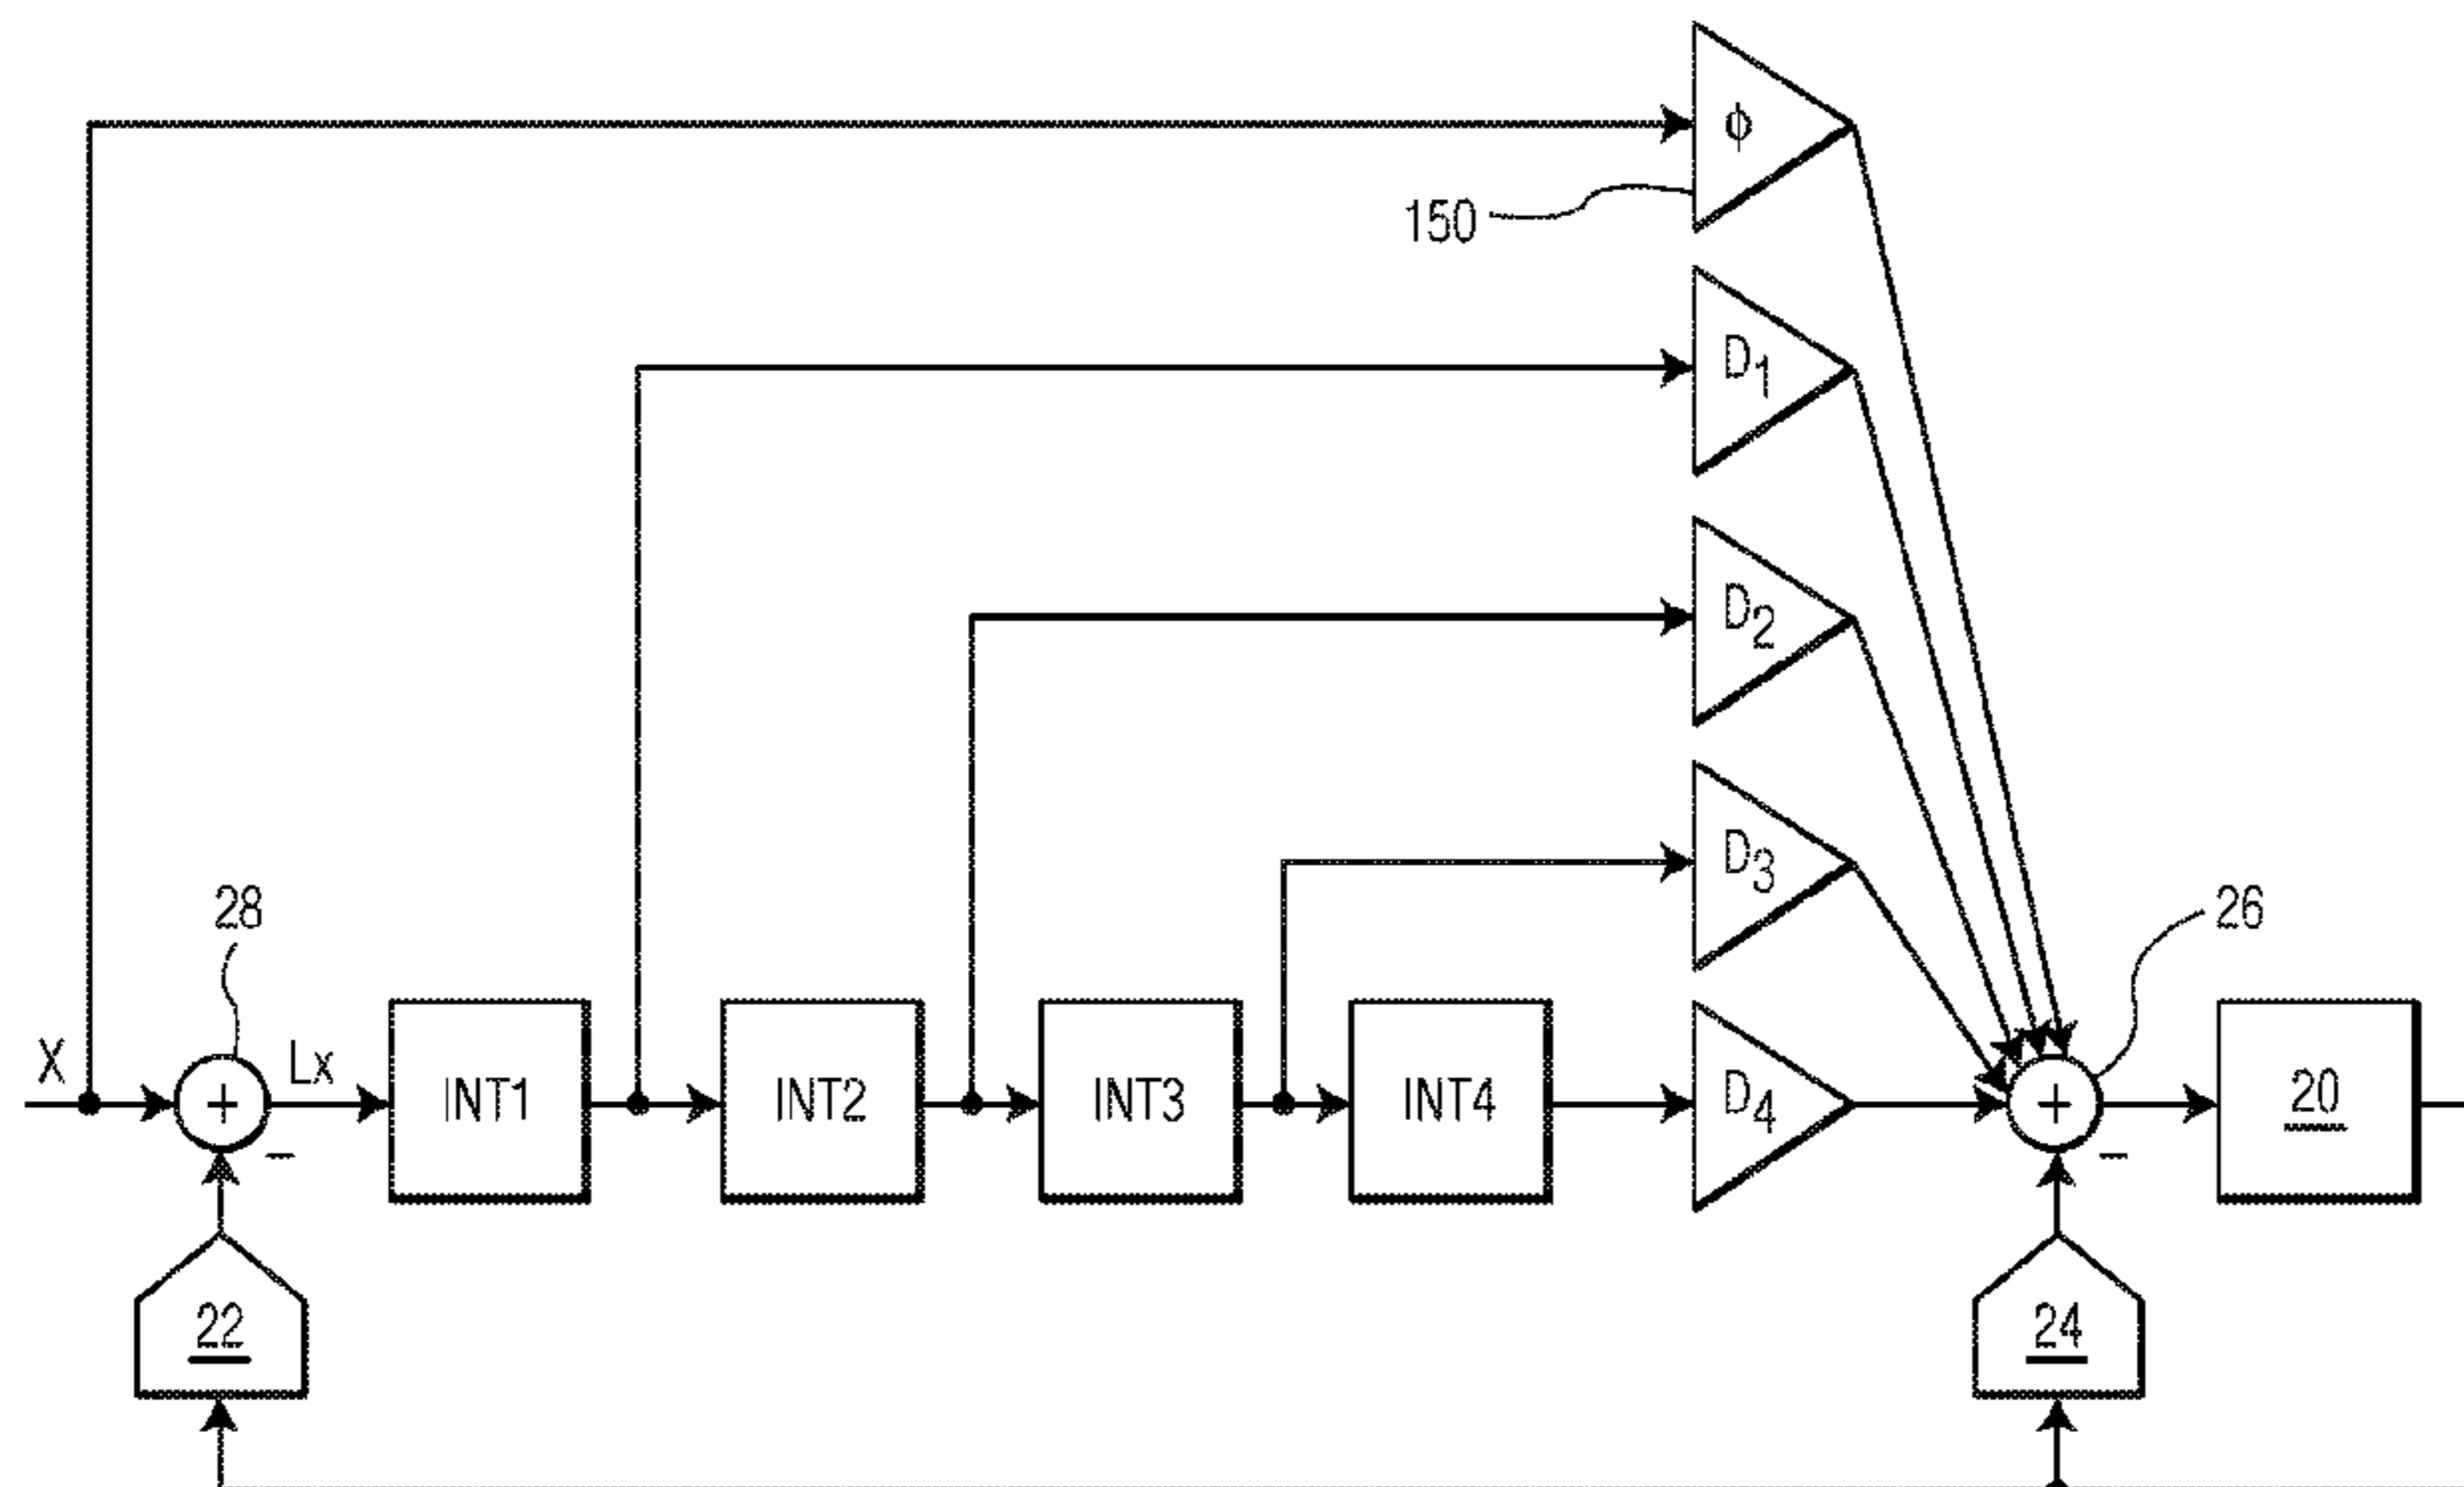 ϕ
150
D1
D2
D3
28
26
X
Lx
+
INT1
INT2
INT3
INT4
D4
+
20
−
−
22
24